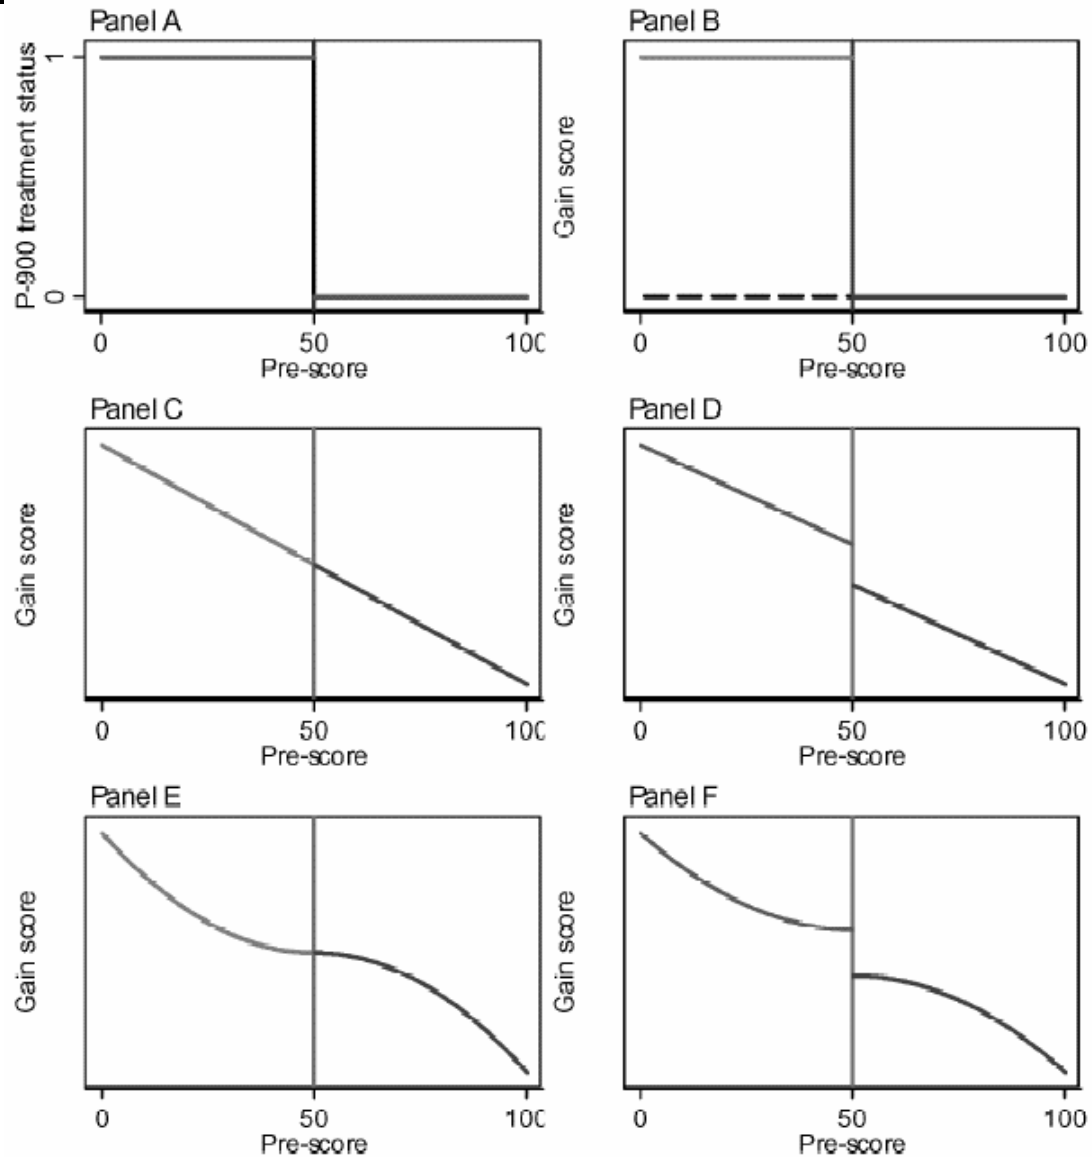 Panel A
P-900 treatment status
1
0
0 50 100
Pre-score
Panel B
Gain score
0 50 100
Pre-score
Panel C
Gain score
0 50 100
Pre-score
Panel D
Gain score
0 50 100
Pre-score
Panel E
Gain score
0 50 100
Pre-score
Panel F
Gain score
0 50 100
Pre-score